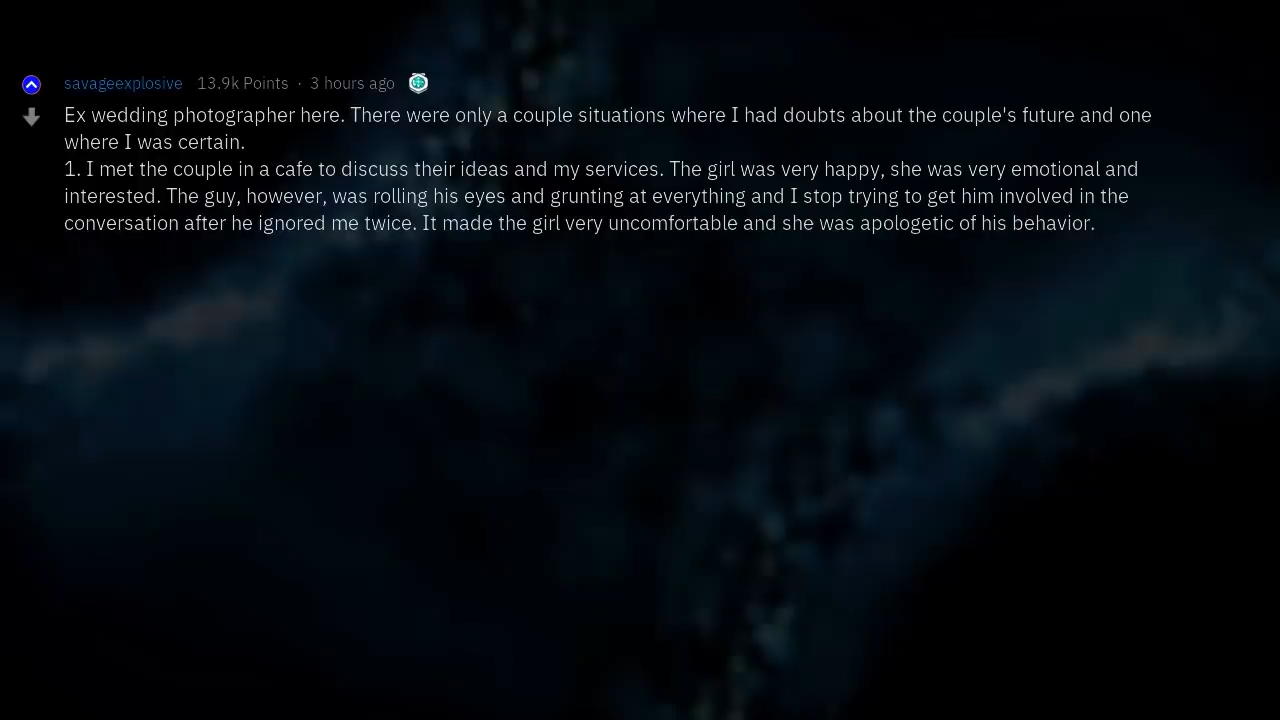 savageexplosive 13.9k Points · 3 hours ago
Ex wedding photographer here. There were only a couple situations where I had doubts about the couple's future and one
where I was certain.
1. I met the couple in a cafe to discuss their ideas and my services. The girl was very happy, she was very emotional and
interested. The guy, however, was rolling his eyes and grunting at everything and I stop trying to get him involved in the
conversation after he ignored me twice. It made the girl very uncomfortable and she was apologetic of his behavior.